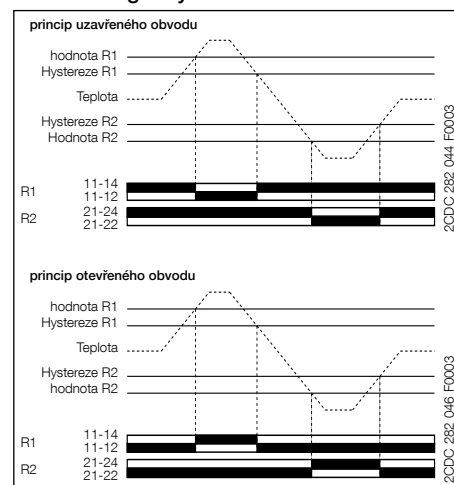 princip uzavřeného obvodu
hodnota R1
Hystereze R1
Teplota
Hystereze R2
Hodnota R2
R1
11-14
11-12
R2
21-24
21-22
2CDC 282 044 F0003
princip otevřeného obvodu
hodnota R1
Hystereze R1
Teplota
Hystereze R2
hodnota R2
R1
11-14
11-12
R2
21-24
21-22
2CDC 282 046 F0003